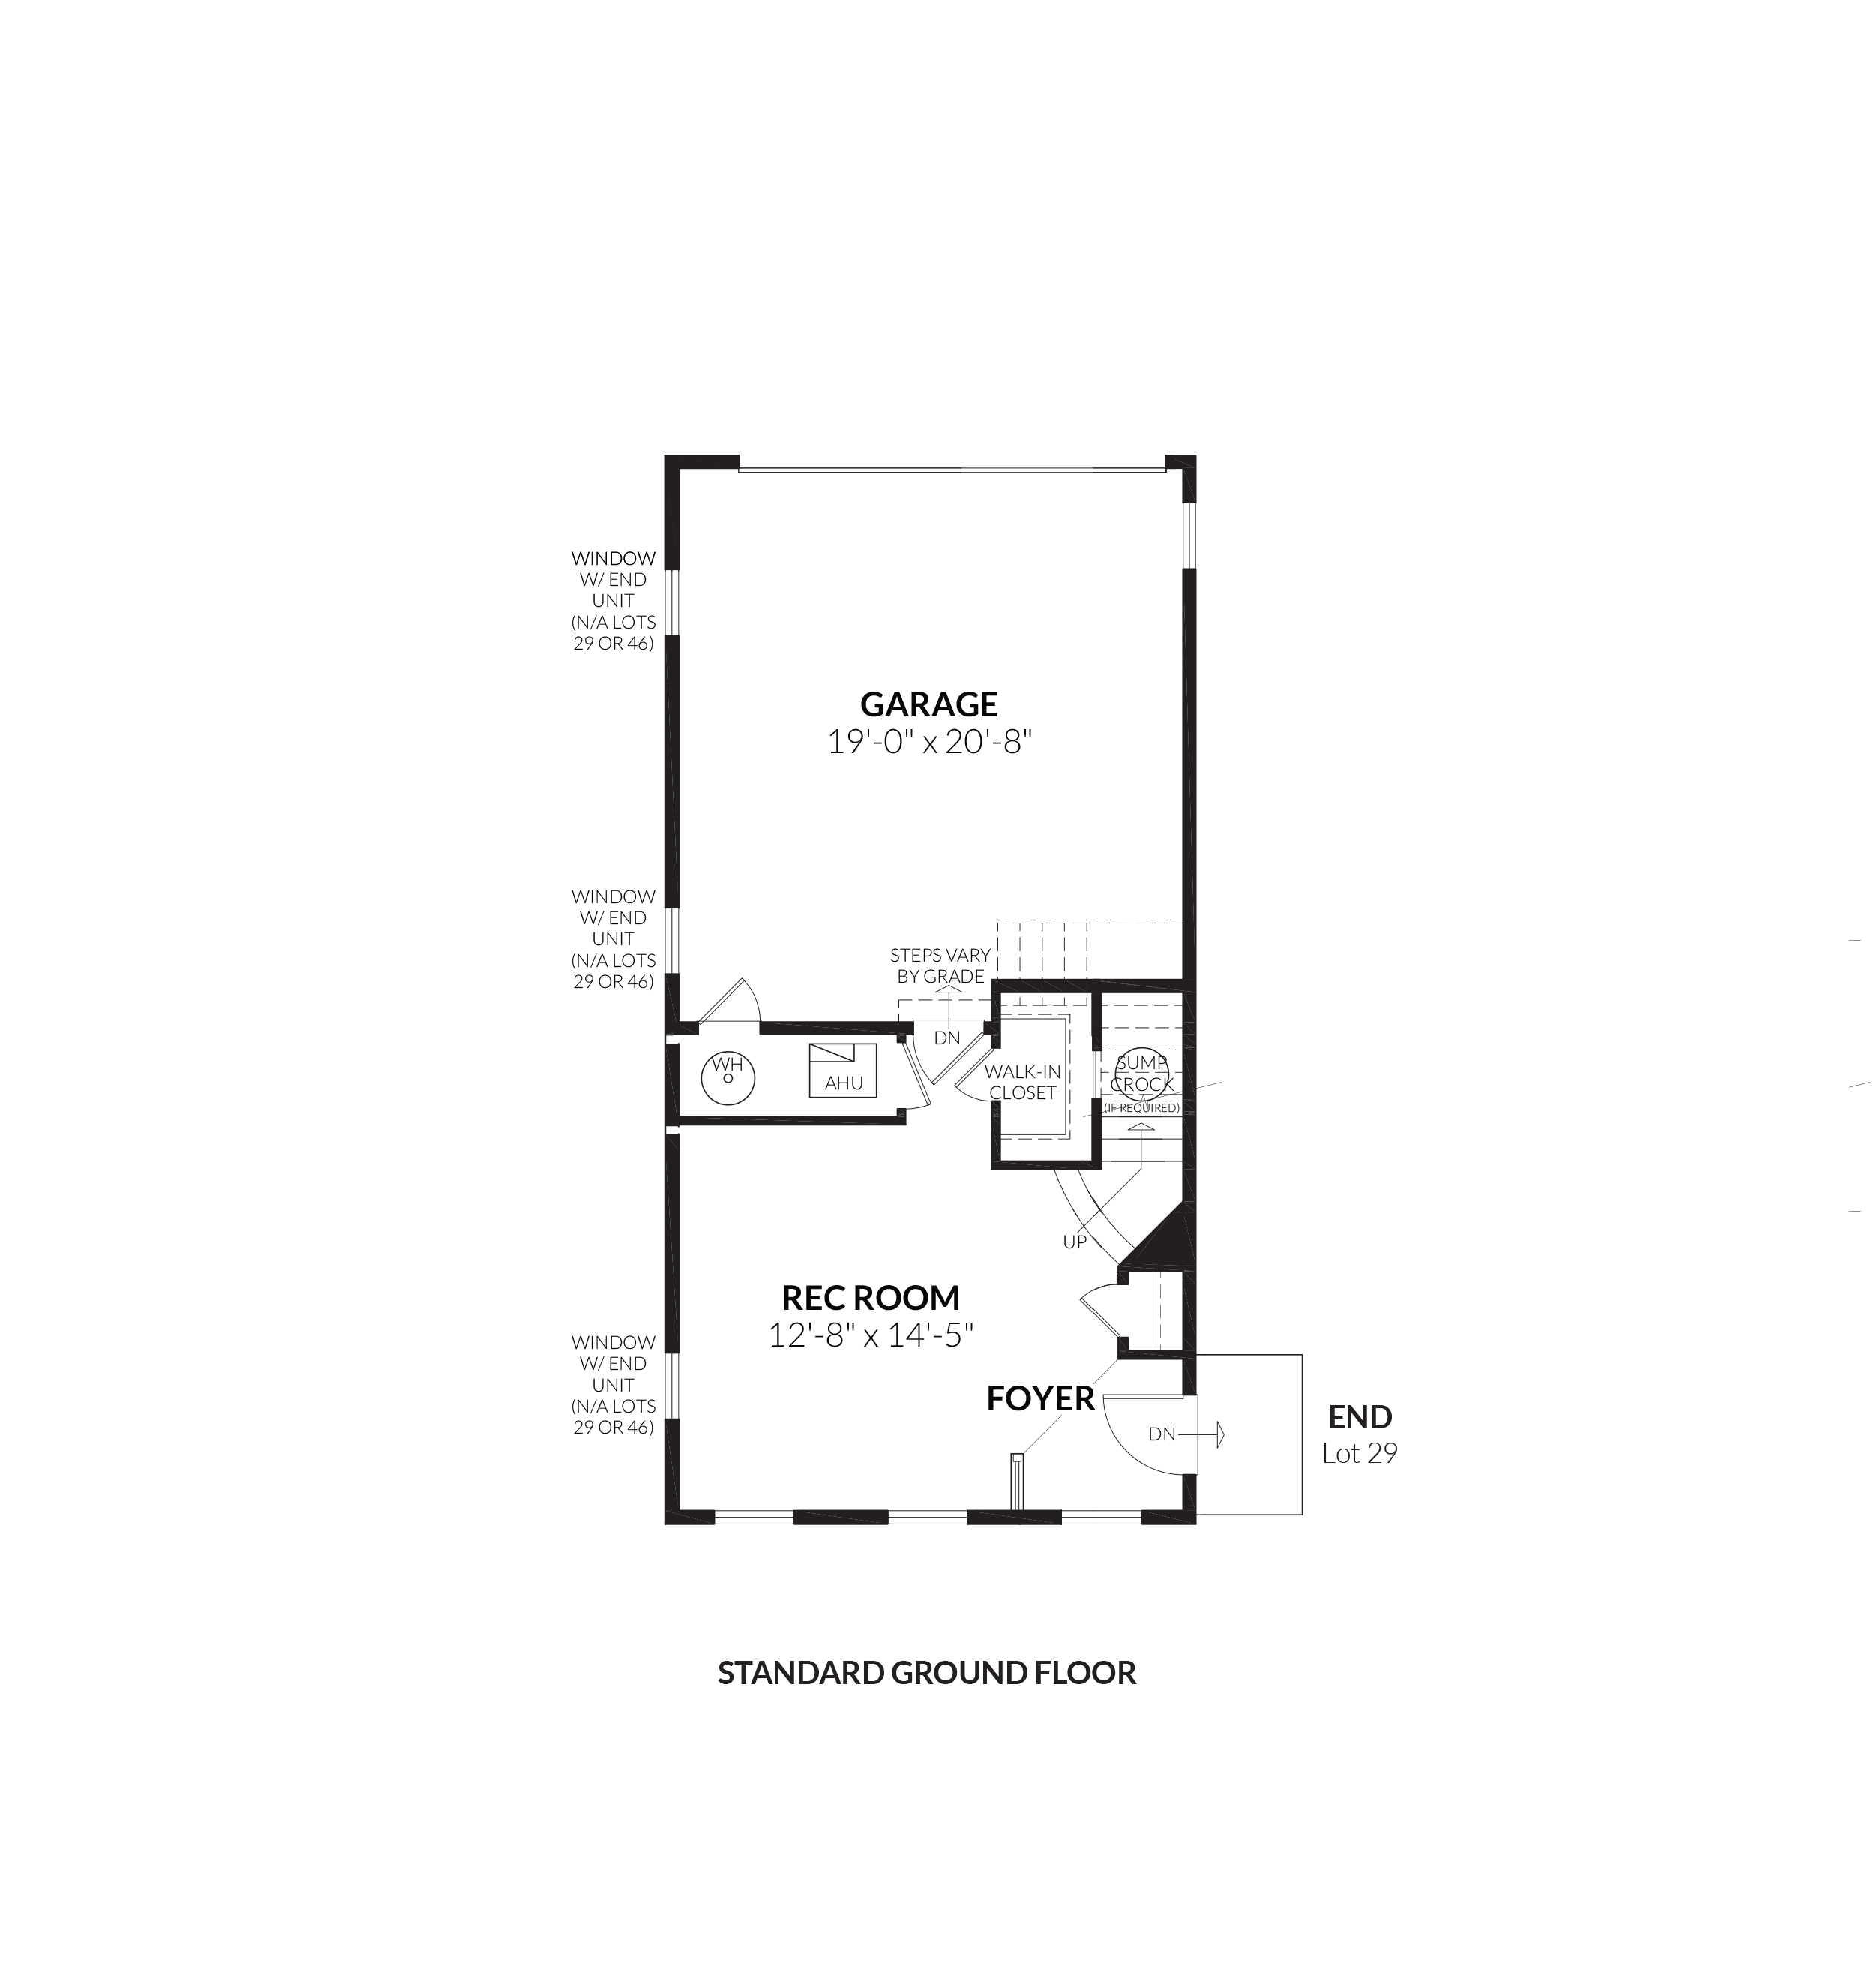 WINDOW
W/ END
UNIT
(N/A LOTS
29 OR 46)
GARAGE
19'-0" x 20'-8"
WINDOW
W/ END
UNIT
(N/A LOTS
29 OR 46)
STEPS VARY
BY GRADE
DN
WH
AHU
WALK-IN
CLOSET
SUMP
CROCK
(IF REQUIRED)
UP
REC ROOM
12'-8" x 14'-5"
WINDOW
W/ END
UNIT
(N/A LOTS
29 OR 46)
FOYER
DN
END
Lot 29
STANDARD GROUND FLOOR